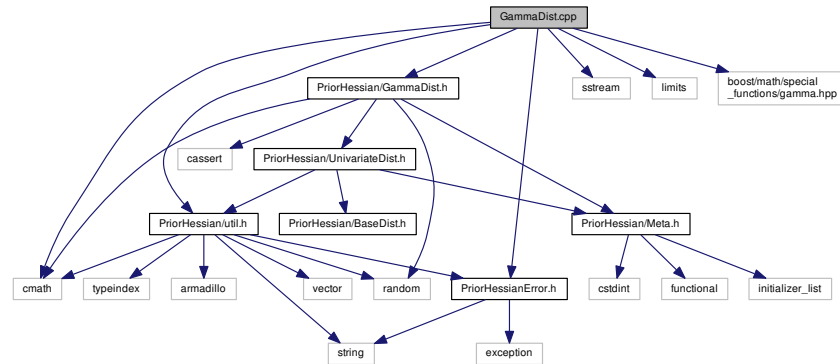 GammaDist.cpp
PriorHessian/GammaDist.h
sstream
limits
boost/math/special
_functions/gamma.hpp
cassert
PriorHessian/UnivariateDist.h
PriorHessian/util.h
PriorHessian/BaseDist.h
PriorHessian/Meta.h
cmath
typeindex
armadillo
vector
random
PriorHessianError.h
cstdint
functional
initializer_list
string
exception